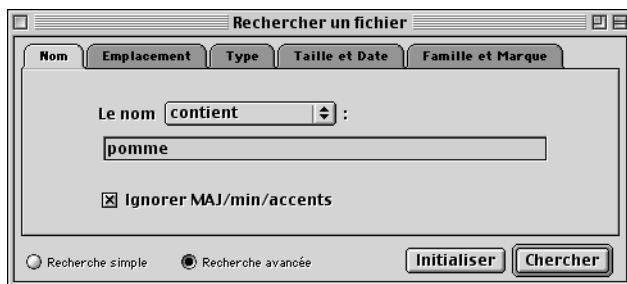 Rechercher un fichier
Nom Emplacement Type Taille et Date Famille et Marque
Le nom contient :
pomme
Ignorer MAJ/min/accents
Recherche simple Recherche avancée Initialiser Chercher